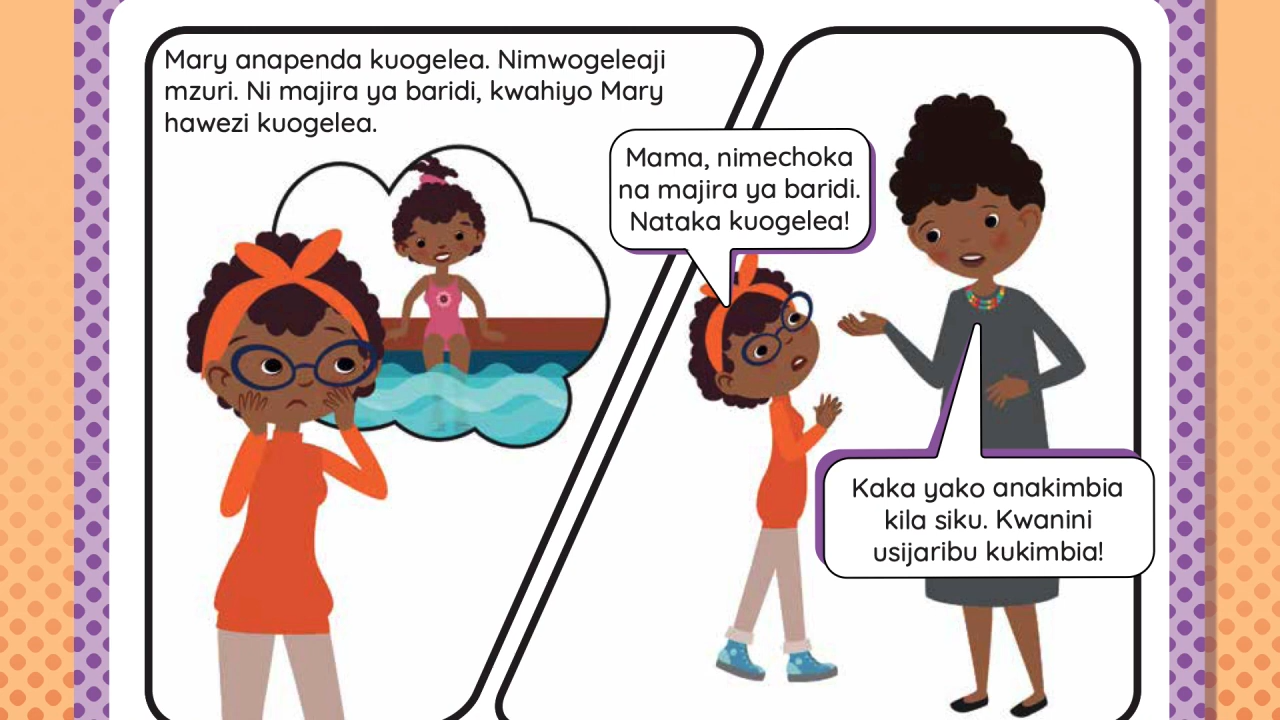 Mary anapenda kuogelea. Nimwogeleaji
mzuri. Ni majira ya baridi, kwahiyo Mary
hawezi kuogelea.
Mama, nimechoka
na majira ya baridi.
Nataka kuogelea!
Kaka yako anakimbia
kila siku. Kwanini
usijaribu kukimbia!